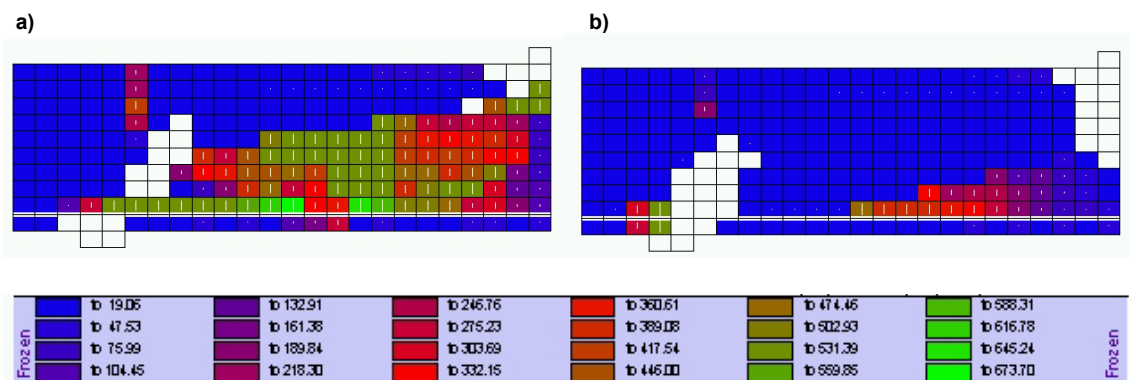 a) b)
Frozen
to 19.06 to 132.91 to 246.76 to 360.61 to 474.46 to 588.31
to 47.53 to 161.38 to 275.23 to 389.08 to 502.93 to 616.78
to 75.99 to 189.84 to 303.69 to 417.54 to 531.39 to 645.24
to 104.45 to 218.30 to 332.15 to 446.00 to 559.85 to 673.70
Frozen